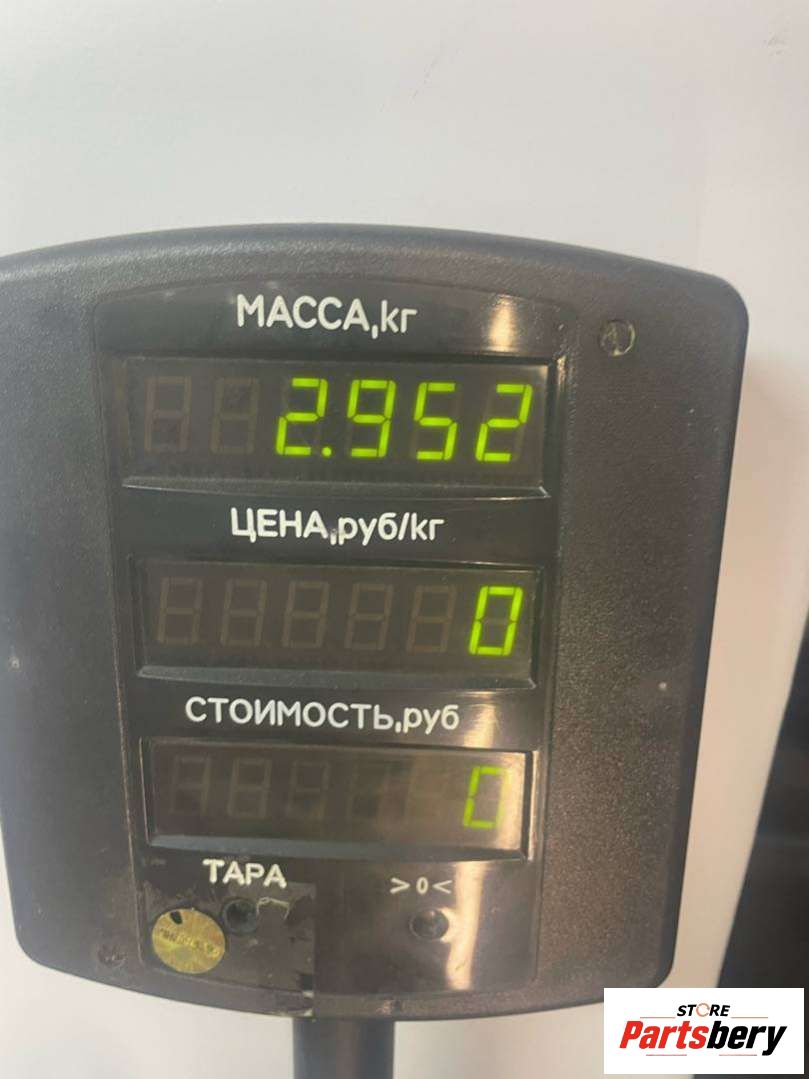 МАССА,кг
2.952
ЦЕНА,руб/кг
0
СТОИМОСТЬ,руб
0
ТАРА >0<
STORE
Partsbery